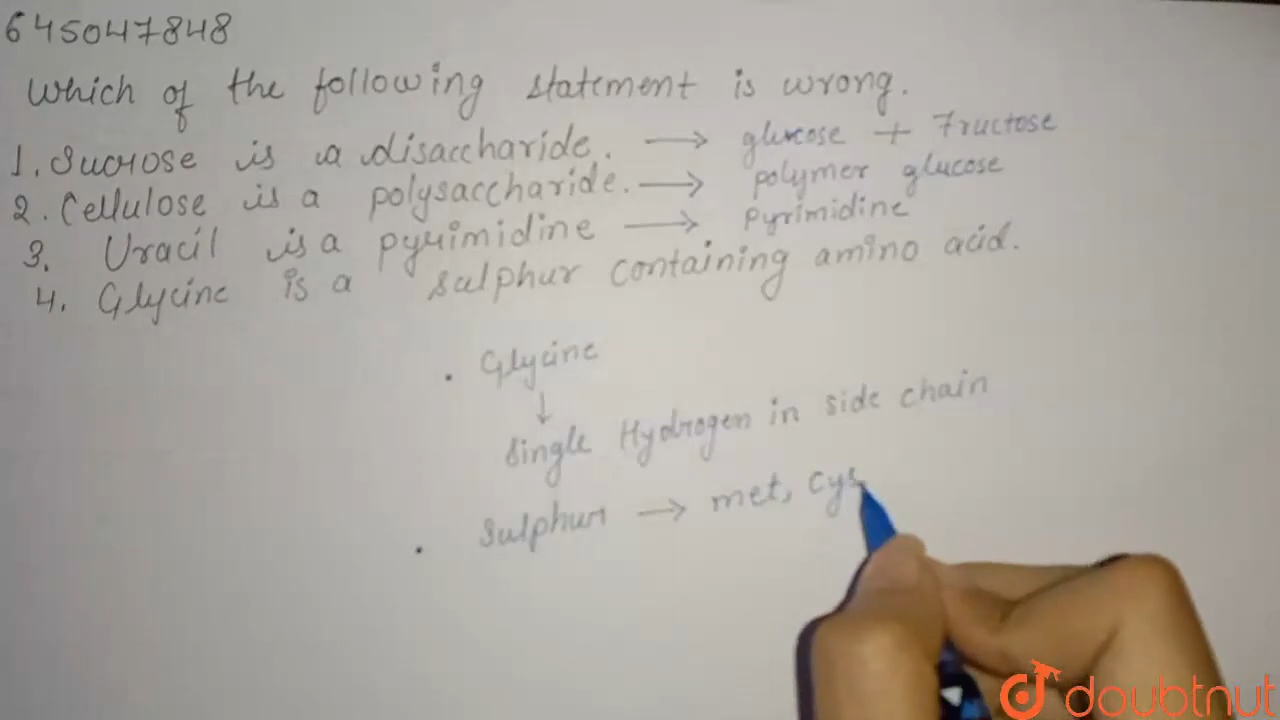 645047848
Which of the following statement is wrong.
1. Sucrose is a disaccharide. → glucose + Fructose
2. Cellulose is a polysaccharide. → polymer glucose
3. Uracil is a pyrimidine → pyrimidine
4. Glycine is a sulphur containing amino acid.
. Glycine
↓
single Hydrogen in side chain
. Sulphur → met, cys
doubtnut